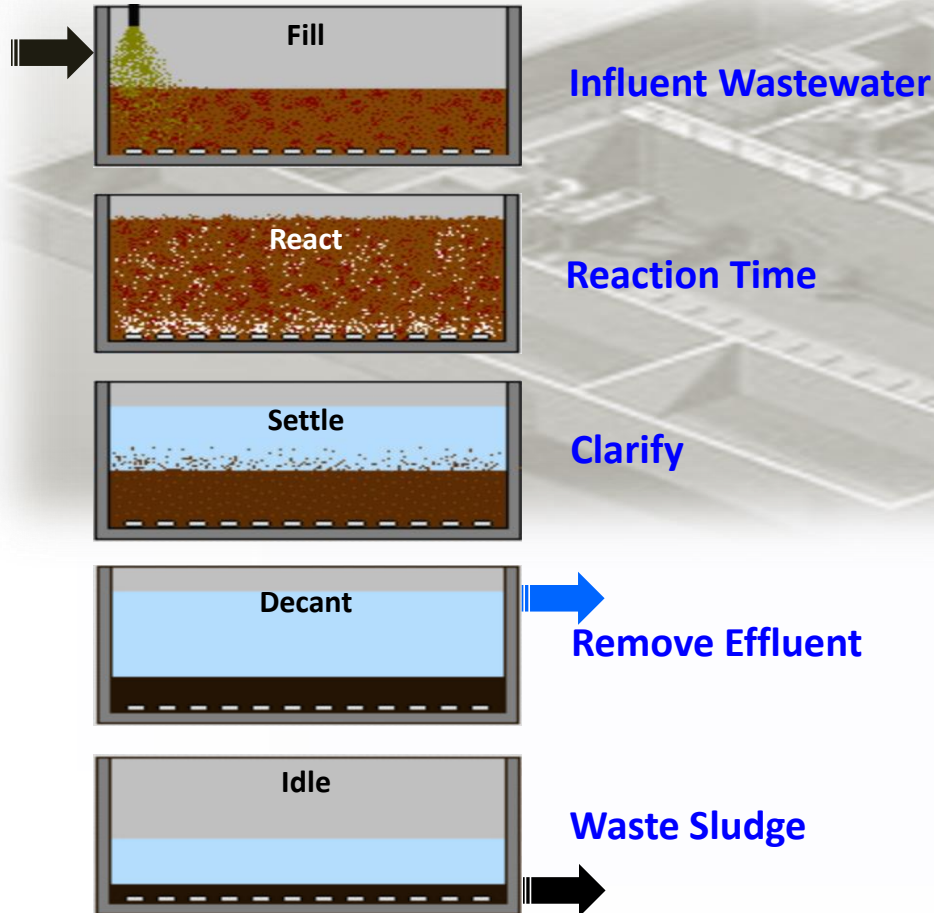 Fill
Influent Wastewater
React
Reaction Time
Settle
Clarify
Decant
Remove Effluent
Idle
Waste Sludge